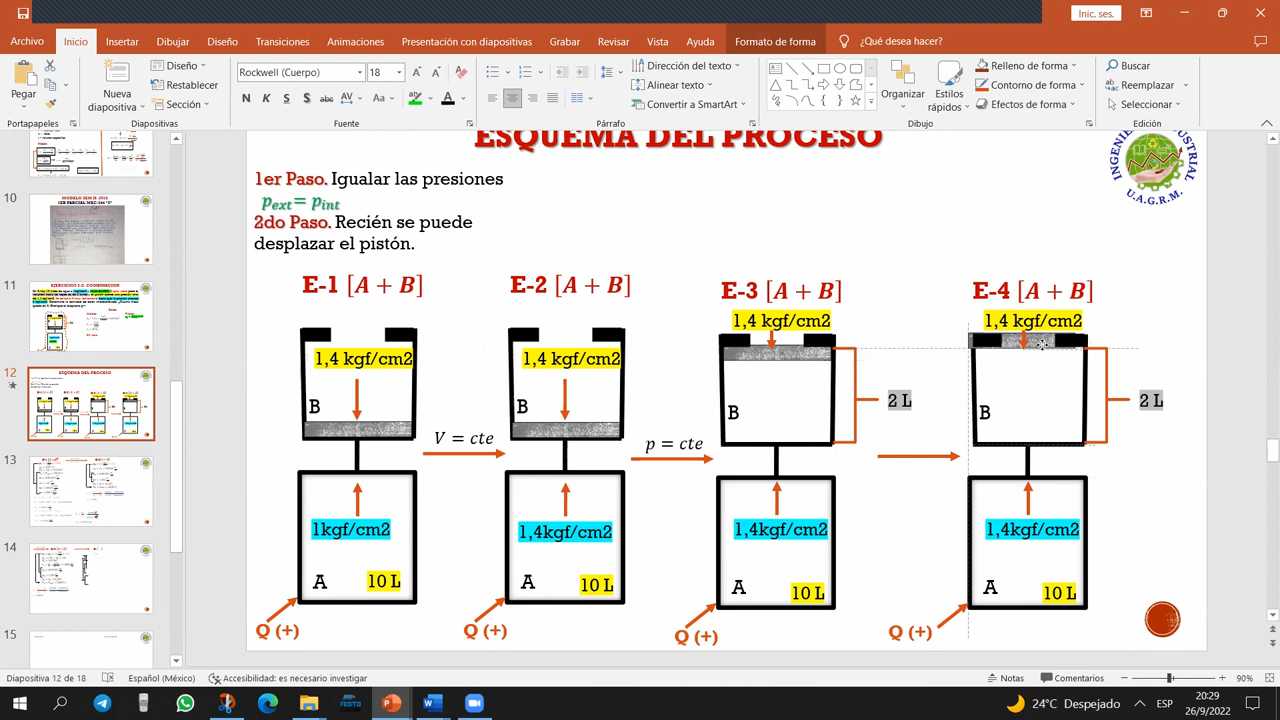 Inic. ses.
Archivo Inicio Insertar Dibujar Diseño Transiciones Animaciones Presentación con diapositivas Grabar Revisar Vista Ayuda Formato de forma ¿Qué desea hacer?
Pegar
Nueva diapositiva
Diseño
Restablecer
Sección
Rockwell (Cuerpo) 18
N K S S abc AV Aa
A A
Dirección del texto
Alinear texto
Convertir a SmartArt
Organizar
Estilos rápidos
Relleno de forma
Contorno de forma
Efectos de forma
Buscar
Reemplazar
Seleccionar
Portapapeles Diapositivas Fuente Párrafo Dibujo Edición
10
11
12
13
14
15
ESQUEMA DEL PROCESO
INGENIERÍA INDUSTRIAL
U.A.G.R.M.
1er Paso. Igualar las presiones
p_ext = p_int
2do Paso. Recién se puede
desplazar el pistón.
E-1 [A + B] E-2 [A + B] E-3 [A + B] E-4 [A + B]
1,4 kgf/cm2 1,4 kgf/cm2 1,4 kgf/cm2 1,4 kgf/cm2
B B B B
2 L 2 L
V = cte p = cte
1kgf/cm2 1,4kgf/cm2 1,4kgf/cm2 1,4kgf/cm2
A 10 L A 10 L A 10 L A 10 L
Q (+) Q (+) Q (+) Q (+)
Diapositiva 12 de 18 Español (México) Accesibilidad: es necesario investigar Notas Comentarios 90%
FESTO
24°C Despejado ESP 20:29
26/9/2022